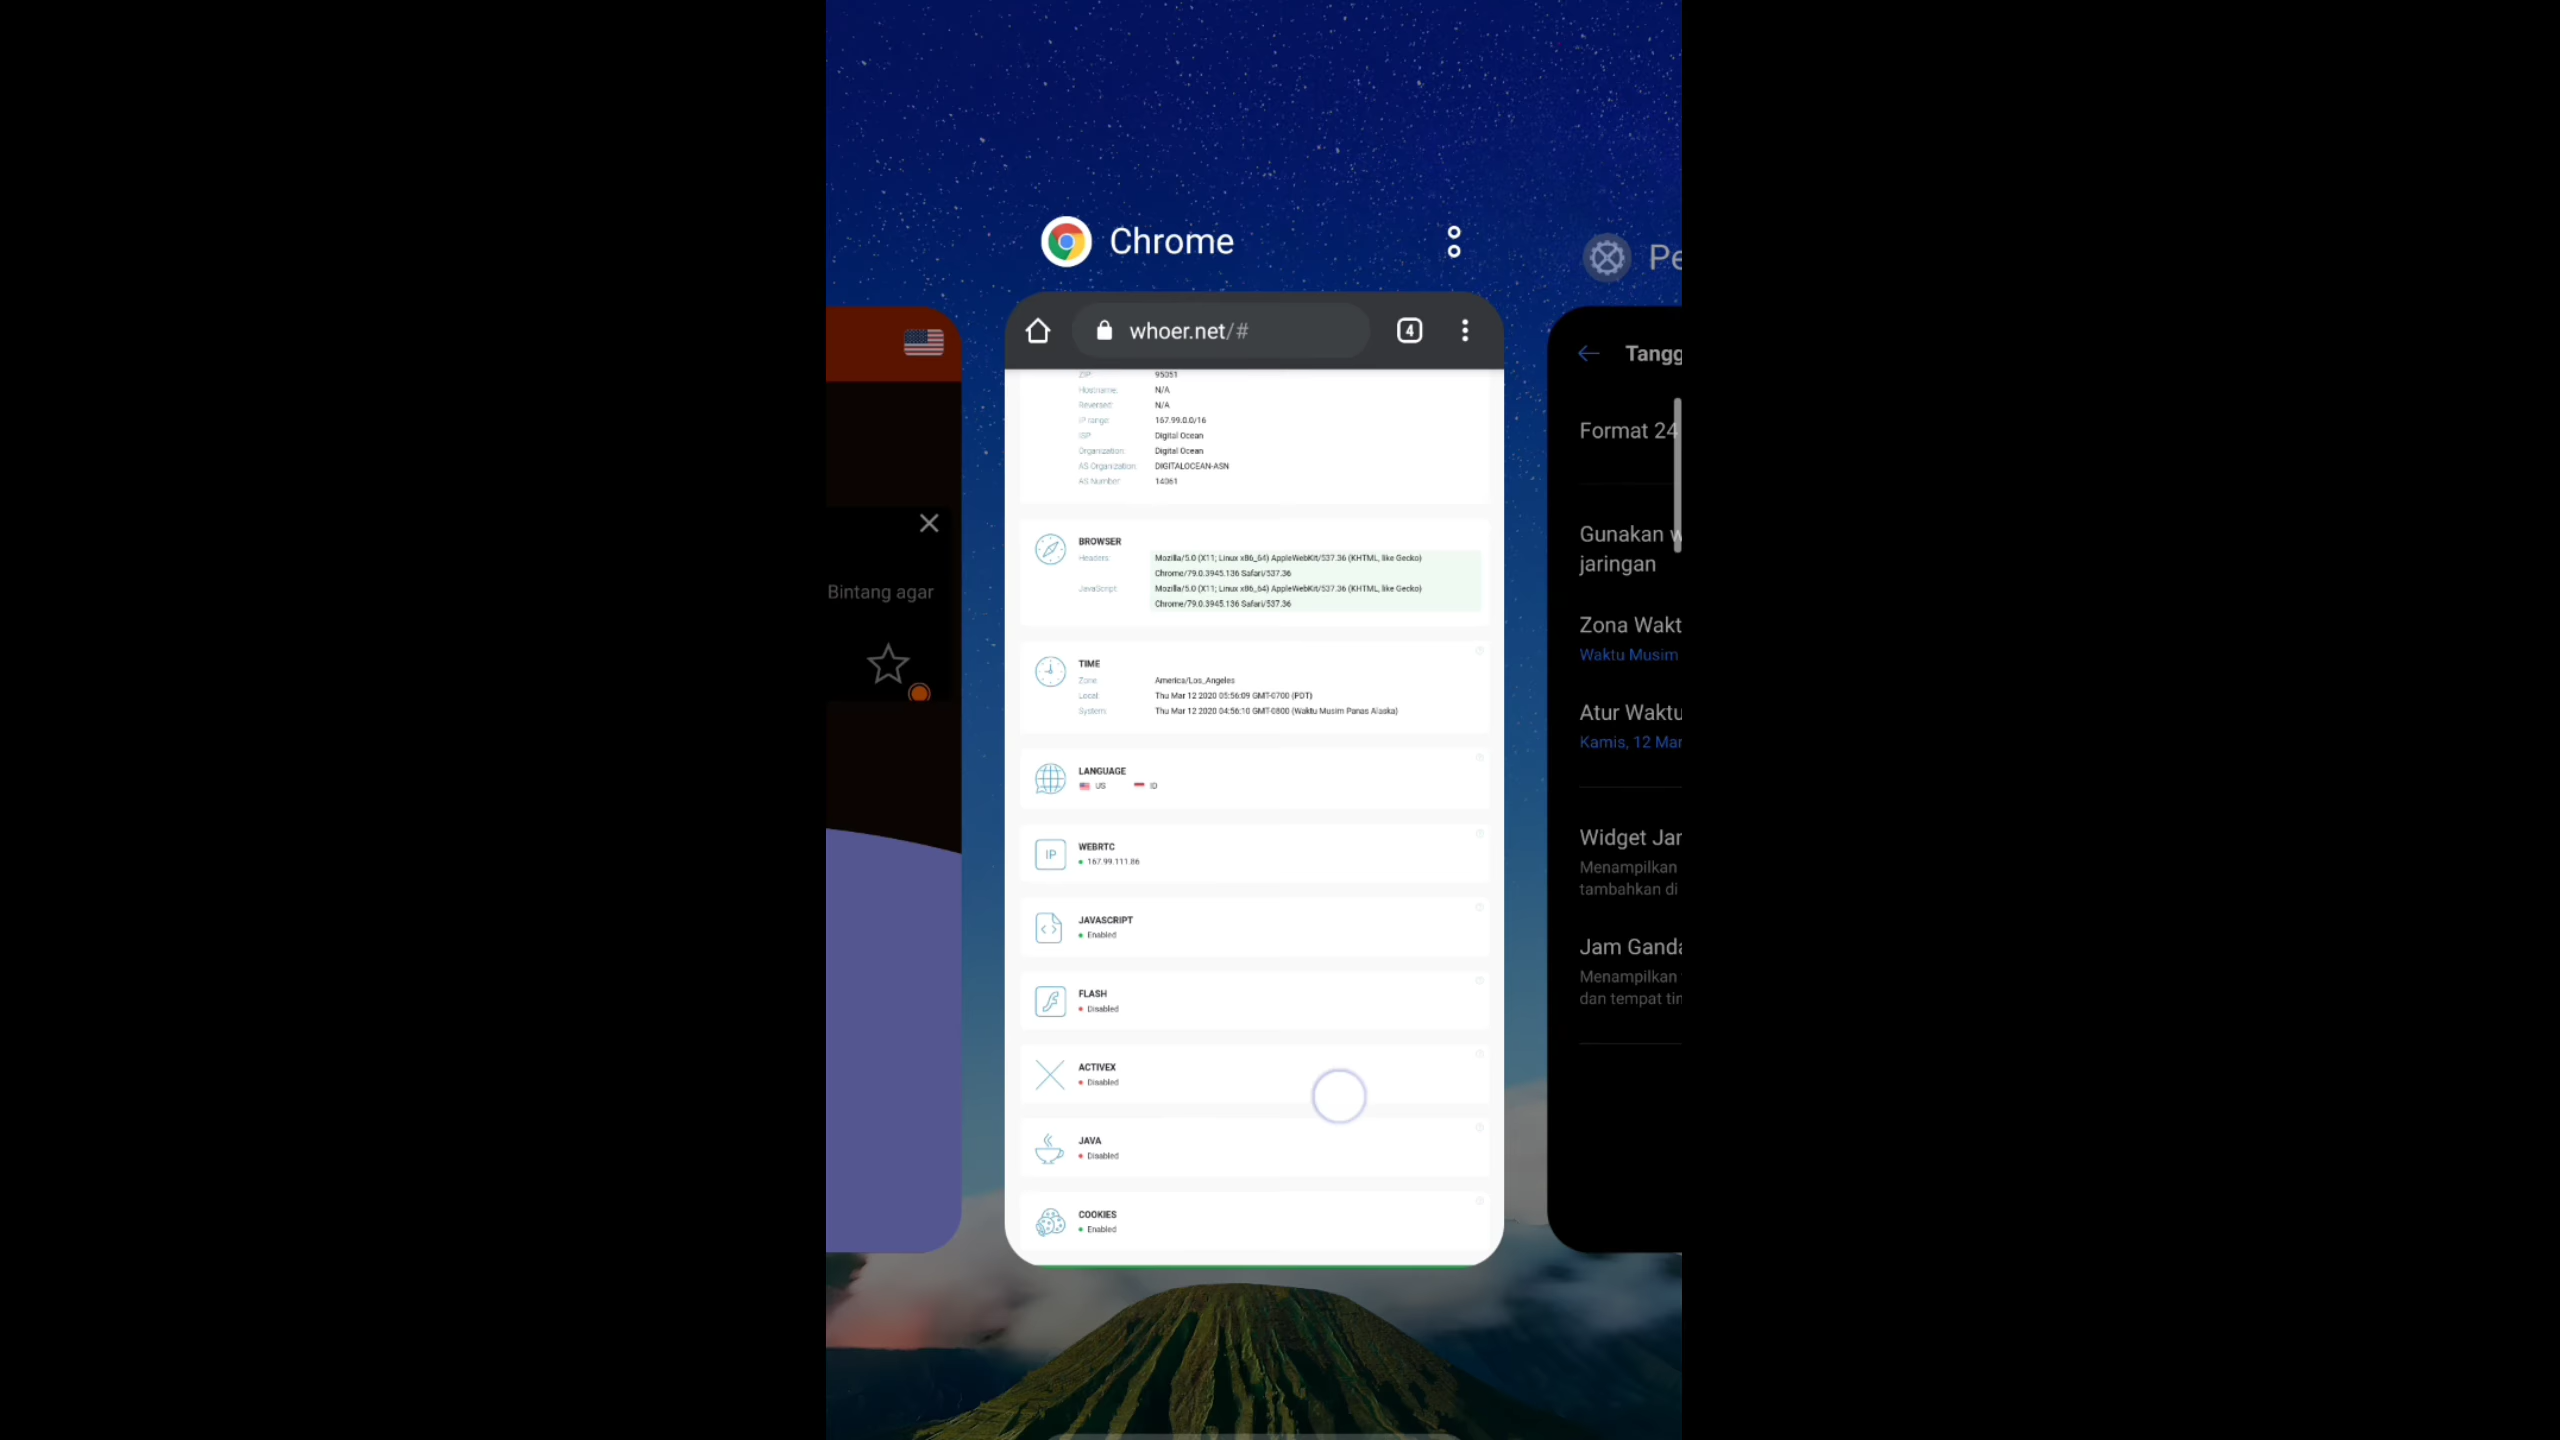 Chrome
Pe
whoer.net/#
4
Tangg
ZIP 95051
Hostname: N/A
Reversed: N/A
IP range: 167.99.0.0/16
ISP: Digital Ocean
Organization: Digital Ocean
AS Organization: DIGITALOCEAN-ASN
AS Number: 14061
BROWSER
Headers: Mozilla/5.0 (X11; Linux x86_64) AppleWebKit/537.36 (KHTML, like Gecko)
Chrome/79.0.3945.136 Safari/537.36
JavaScript: Mozilla/5.0 (X11; Linux x86_64) AppleWebKit/537.36 (KHTML, like Gecko)
Chrome/79.0.3945.136 Safari/537.36
TIME
Zone: America/Los_Angeles
Local: Thu Mar 12 2020 05:56:09 GMT-0700 (PDT)
System: Thu Mar 12 2020 04:56:10 GMT-0800 (Waktu Musim Panas Alaska)
LANGUAGE
US ID
WEBRTC
IP
167.99.111.86
JAVASCRIPT
Enabled
FLASH
Disabled
ACTIVEX
Disabled
JAVA
Disabled
COOKIES
Enabled
Bintang agar
Format 24
Gunakan w
jaringan
Zona Wakt
Waktu Musim
Atur Waktu
Kamis, 12 Mar
Widget Jar
Menampilkan
tambahkan di
Jam Ganda
Menampilkan
dan tempat tin